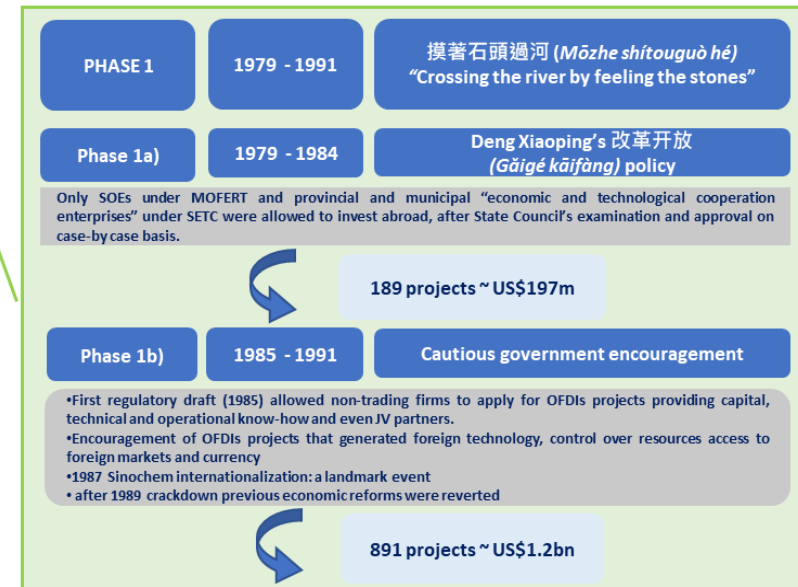 PHASE 1
1979 - 1991
摸著石頭過河 (Mōzhe shítouguò hé)
“Crossing the river by feeling the stones”
Phase 1a)
1979 - 1984
Deng Xiaoping’s 改革开放
(Gǎigé kāifàng) policy
Only SOEs under MOFERT and provincial and municipal “economic and technological cooperation
enterprises” under SETC were allowed to invest abroad, after State Council’s examination and approval on
case-by case basis.
189 projects ~ US$197m
Phase 1b)
1985 - 1991
Cautious government encouragement
•First regulatory draft (1985) allowed non-trading firms to apply for OFDIs projects providing capital,
technical and operational know-how and even JV partners.
•Encouragement of OFDIs projects that generated foreign technology, control over resources access to
foreign markets and currency
•1987 Sinochem internationalization: a landmark event
• after 1989 crackdown previous economic reforms were reverted
891 projects ~ US$1.2bn